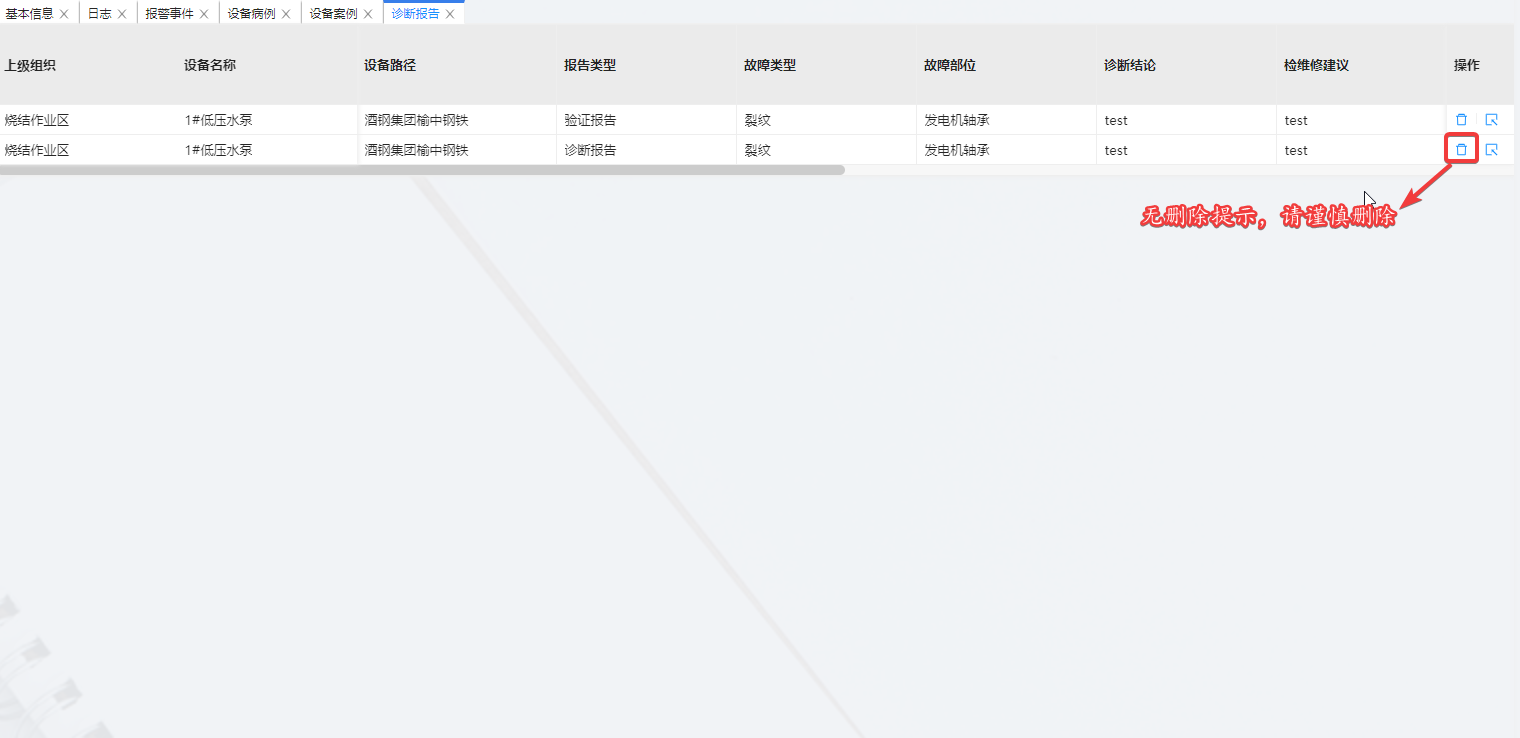 基本信息 日志 报警事件 设备病例 设备案例 诊断报告
上级组织 设备名称 设备路径 报告类型 故障类型 故障部位 诊断结论 检维修建议 操作
烧结作业区 1#低压水泵 酒钢集团榆中钢铁 验证报告 裂纹 发电机轴承 test test
烧结作业区 1#低压水泵 酒钢集团榆中钢铁 诊断报告 裂纹 发电机轴承 test test
无删除提示，请谨慎删除